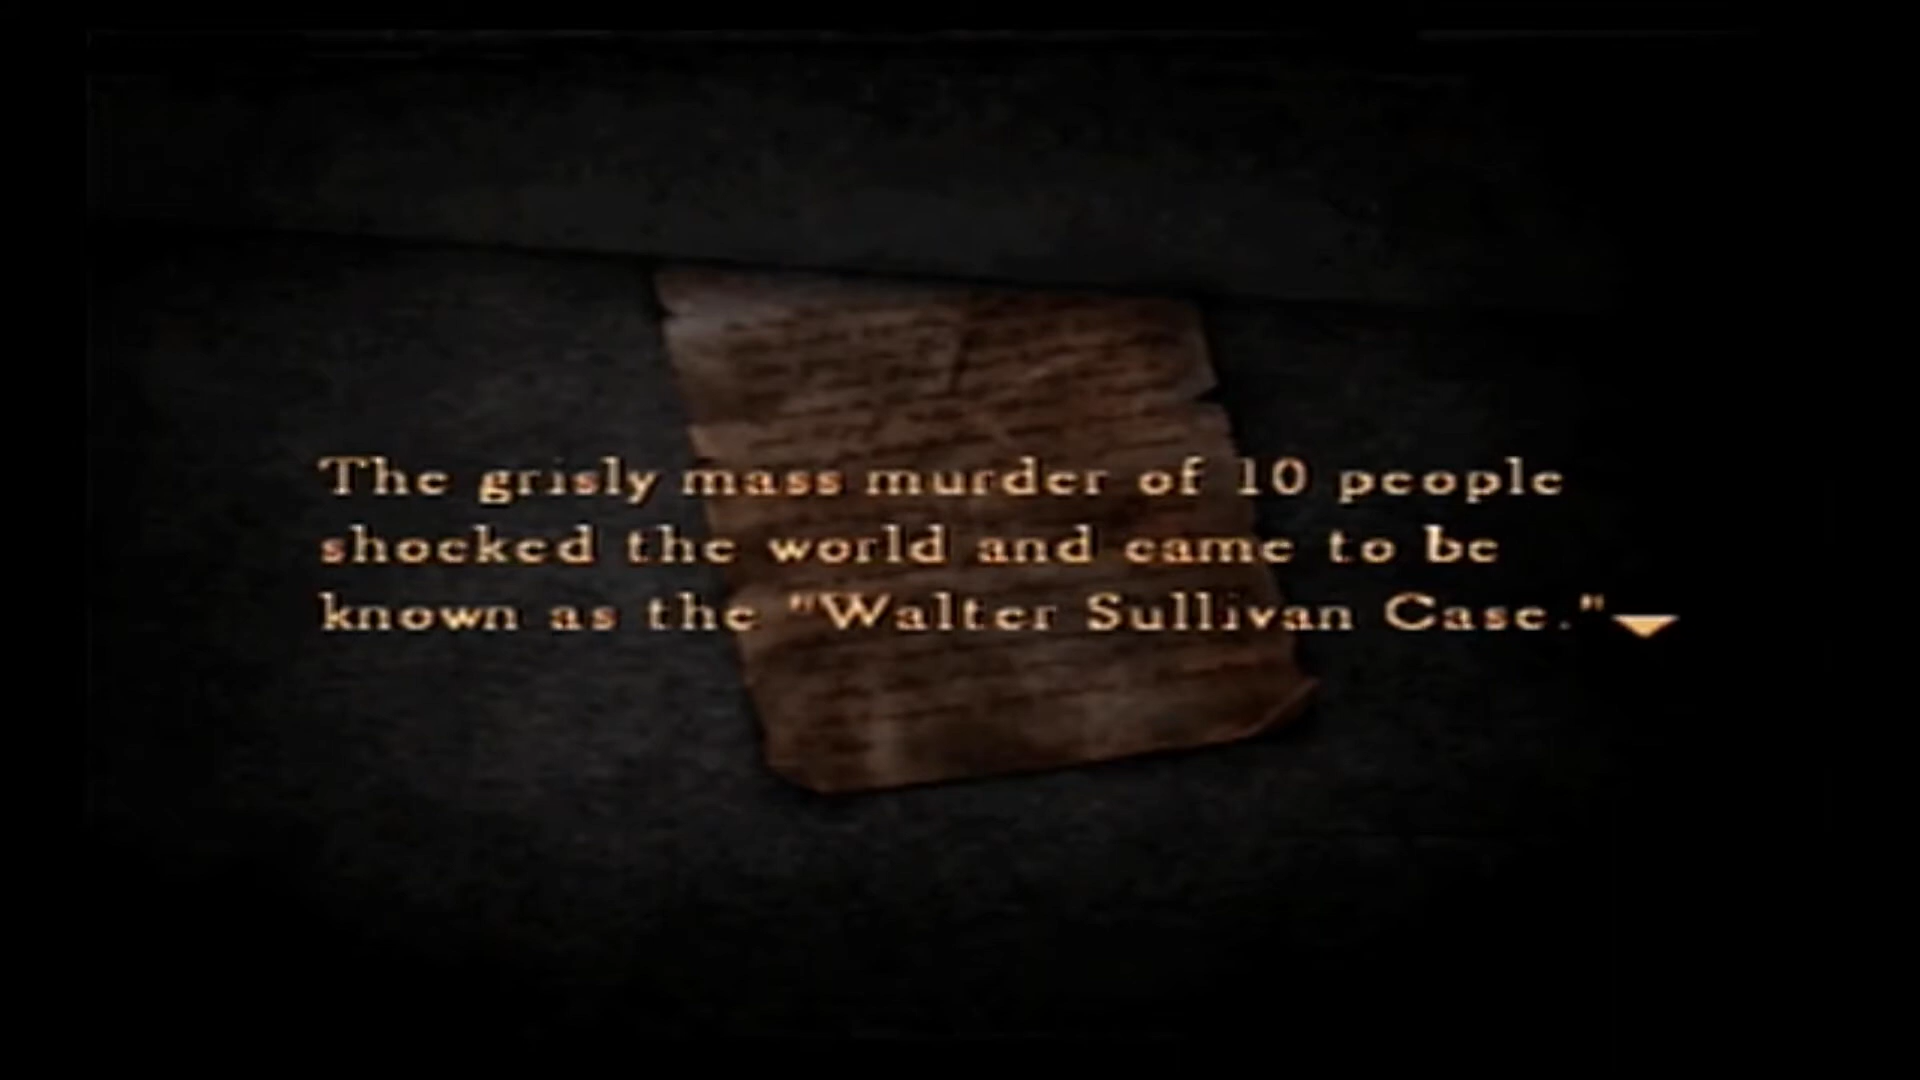 The grisly mass murder of 10 people
shocked the world and came to be
known as the "Walter Sullivan Case."